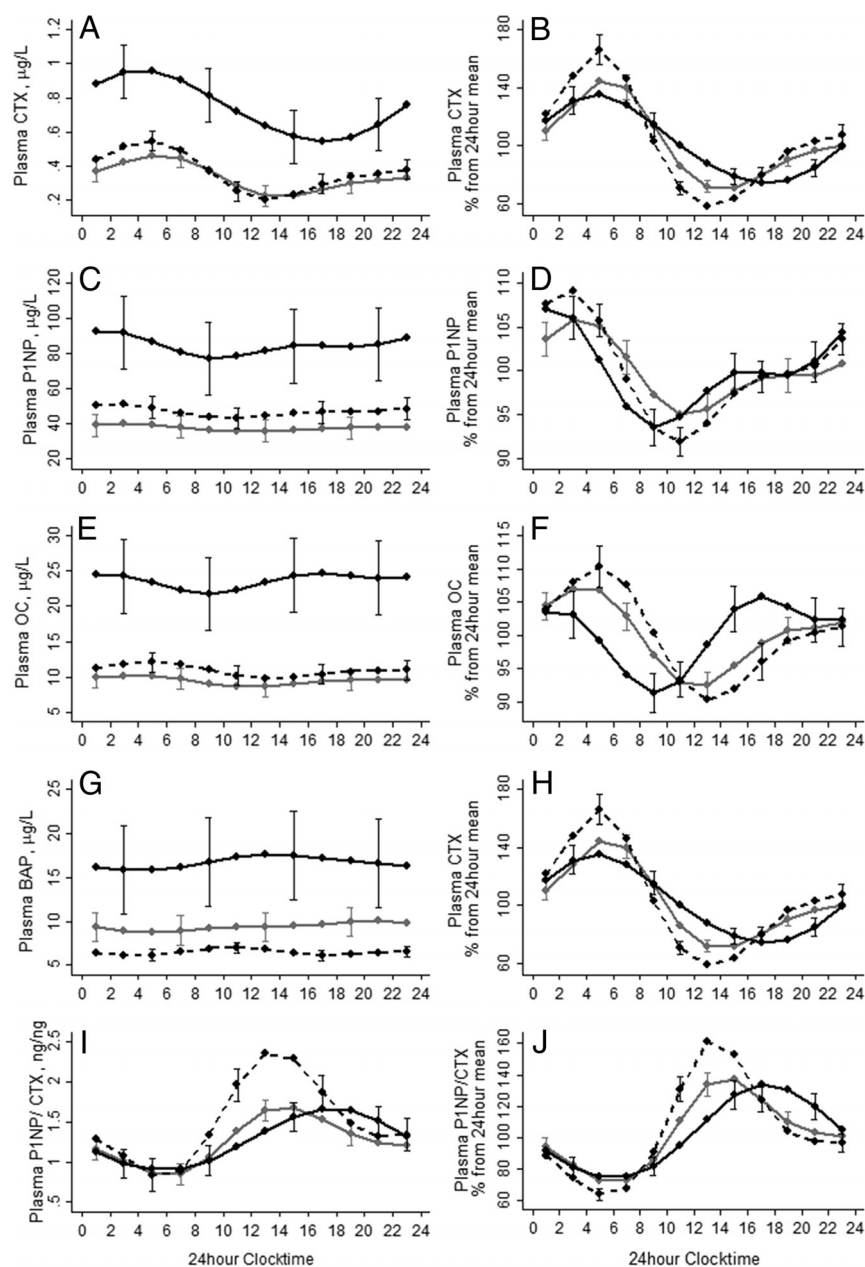 A
Plasma CTX, µg/L
1.2
1
.8
.6
.4
.2
0 2 4 6 8 10 12 14 16 18 20 22 24
B
Plasma CTX
% from 24hour mean
180
140
100
60
0 2 4 6 8 10 12 14 16 18 20 22 24
C
Plasma P1NP, µg/L
120
100
80
60
40
20
0 2 4 6 8 10 12 14 16 18 20 22 24
D
Plasma P1NP
% from 24hour mean
110
105
100
95
90
0 2 4 6 8 10 12 14 16 18 20 22 24
E
Plasma OC, µg/L
30
25
20
15
10
5
0 2 4 6 8 10 12 14 16 18 20 22 24
F
Plasma OC
% from 24hour mean
115
110
105
100
95
90
0 2 4 6 8 10 12 14 16 18 20 22 24
G
Plasma BAP, µg/L
25
20
15
10
5
0 2 4 6 8 10 12 14 16 18 20 22 24
H
Plasma CTX
% from 24hour mean
180
140
100
60
0 2 4 6 8 10 12 14 16 18 20 22 24
I
Plasma P1NP/ CTX, ng/ng
2.5
2
1.5
1
.5
0 2 4 6 8 10 12 14 16 18 20 22 24
24hour Clocktime
J
Plasma P1NP/CTX
% from 24hour mean
160
140
120
100
80
60
0 2 4 6 8 10 12 14 16 18 20 22 24
24hour Clocktime